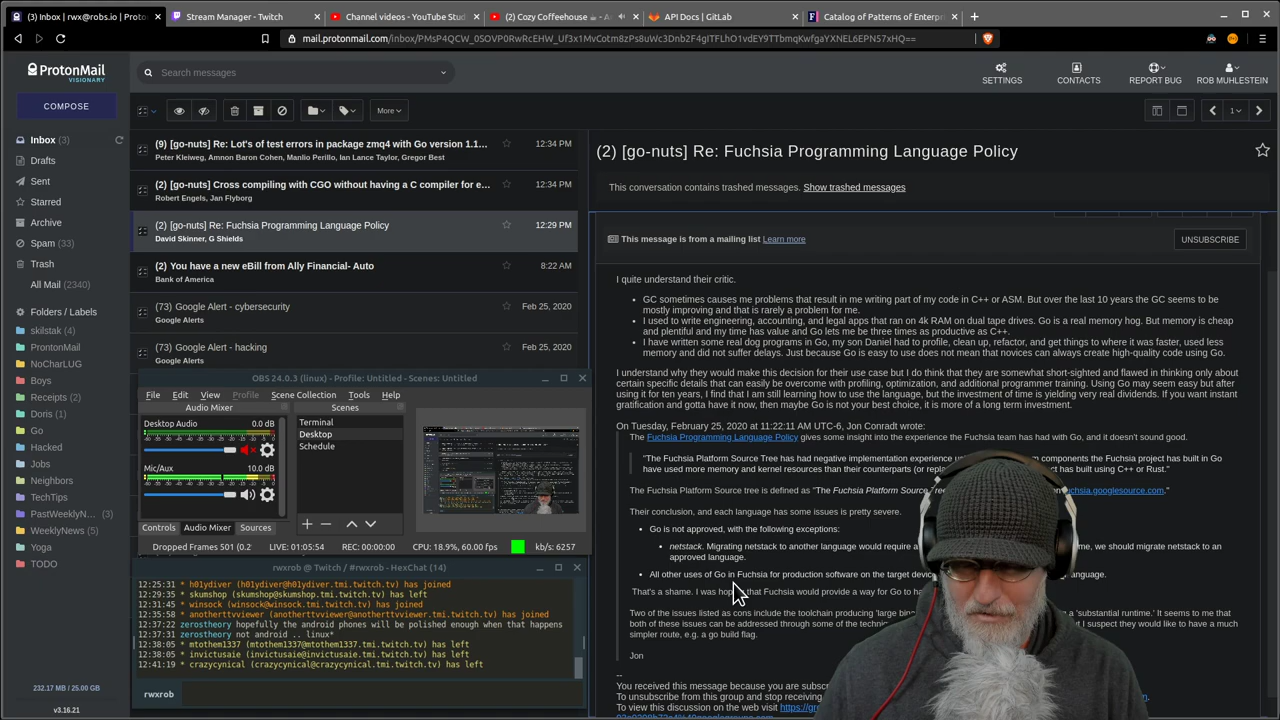 rwx@robs.io | ProtonMail
Stream Manager - Twitch
Channel videos - YouTube Stud
(2) Cozy Coffeehouse
API Docs | GitLab
Catalog of Patterns of Enterpri
mail.protonmail.com/inbox/
ProtonMail
VISIONARY
Search messages
SETTINGS
CONTACTS
REPORT BUG
ROB MUHLESTEIN
COMPOSE
More
1
Inbox (3)
Drafts
Sent
Starred
Archive
Spam (33)
Trash
All Mail (2340)
Folders / Labels
skilstak (4)
ProtonMail
NoCharLUG
Boys
Receipts (2)
Doris (1)
Go
Hacked
Jobs
Neighbors
TechTips
PastWeeklyN... (3)
WeeklyNews (5)
Yoga
TODO
232.17 MB / 25.00 GB
v3.16.21
(9) [go-nuts] Re: Lot's of test errors in package zmq4 with Go version 1.1... 12:34 PM
Peter Kleiweg, Amnon Baron Cohen, Manlio Perillo, Ian Lance Taylor, Gregor Best
(2) [go-nuts] Cross compiling with CGO without having a C compiler for e... 12:34 PM
Robert Engels, Jan Flyborg
(2) [go-nuts] Re: Fuchsia Programming Language Policy 12:29 PM
David Skinner, G Shields
(2) You have a new eBill from Ally Financial- Auto 8:22 AM
Bank of America
(73) Google Alert - cybersecurity Feb 25, 2020
Google Alerts
(73) Google Alert - hacking Feb 25, 2020
Google Alerts
(2) [go-nuts] Re: Fuchsia Programming Language Policy
This conversation contains trashed messages. Show trashed messages
This message is from a mailing list Learn more
UNSUBSCRIBE
I quite understand their critic.
GC sometimes causes me problems that result in me writing part of my code in C++ or ASM. But over the last 10 years the GC seems to be
mostly improving and that is rarely a problem for me.
I used to write engineering, accounting, and legal apps that ran on 4k RAM on dual tape drives. Go is a real memory hog. But memory is cheap
and plentiful and my time has value and Go lets me be three times as productive as C++.
I have written some real dog programs in Go, my son Daniel had to profile, clean up, refactor, and get things to where it was faster, used less
memory and did not suffer delays. Just because Go is easy to use does not mean that novices can always create high-quality code using Go.
I understand why they would make this decision for their use case but I do think that they are somewhat short-sighted and flawed in thinking only about
certain specific details that can easily be overcome with profiling, optimization, and additional programmer training. Using Go may seem easy but after
using it for ten years, I find that I am still learning how to use the language, but the investment of time is yielding very real dividends. If you want instant
gratification and gotta have it now, then maybe Go is not your best choice, it is more of a long term investment.
On Tuesday, February 25, 2020 at 11:22:11 AM UTC-6, Jon Conradt wrote:
The Fuchsia Programming Language Policy gives some insight into the experience the Fuchsia team has had with Go, and it doesn't sound good.
"The Fuchsia Platform Source Tree has had negative implementation experience using components the Fuchsia project has built in Go
have used more memory and kernel resources than their counterparts (or repla ct has built using C++ or Rust."
The Fuchsia Platform Source tree is defined as "The Fuchsia Platform Source Tree fuchsia.googlesource.com."
Their conclusion, and each language has some issues is pretty severe.
Go is not approved, with the following exceptions:
netstack. Migrating netstack to another language would require a me, we should migrate netstack to an
approved language.
All other uses of Go in Fuchsia for production software on the target device language.
That's a shame. I was hop that Fuchsia would provide a way for Go to ha
Two of the issues listed as cons include the toolchain producing 'large bina a 'substantial runtime.' It seems to me that
both of these issues can be addressed through some of the techniq I suspect they would like to have a much
simpler route, e.g. a go build flag.
Jon
--
You received this message because you are subsc
To unsubscribe from this group and stop receiving
To view this discussion on the web visit https://gro
OBS 24.0.3 (linux) - Profile: Untitled - Scenes: Untitled
File Edit View Profile Scene Collection Tools Help
Audio Mixer
Scenes
Desktop Audio 0.0 dB
Mic/Aux 10.0 dB
Terminal
Desktop
Schedule
Controls Audio Mixer Sources
Dropped Frames 501 (0.2 LIVE: 01:05:54 REC: 00:00:00 CPU: 18.9%, 60.00 fps kb/s: 6257
rwxrob @ Twitch / #rwxrob - HexChat (14)
12:25:31 * h01ydiver (h01ydiver@h01ydiver.tmi.twitch.tv) has joined
12:29:35 * skumshop (skumshop@skumshop.tmi.twitch.tv) has left
12:31:45 * winsock (winsock@winsock.tmi.twitch.tv) has joined
12:35:58 * anotherttvviewer (anotherttvviewer@anotherttvviewer.tmi.twitch.tv) has joined
12:37:22 zerostheory hopefully the android phones will be polished enough when that happens
12:37:31 zerostheory not android .. linux*
12:38:05 * mtothem1337 (mtothem1337@mtothem1337.tmi.twitch.tv) has left
12:38:05 * invictusaie (invictusaie@invictusaie.tmi.twitch.tv) has left
12:41:19 * crazycynical (crazycynical@crazycynical.tmi.twitch.tv) has left
rwxrob